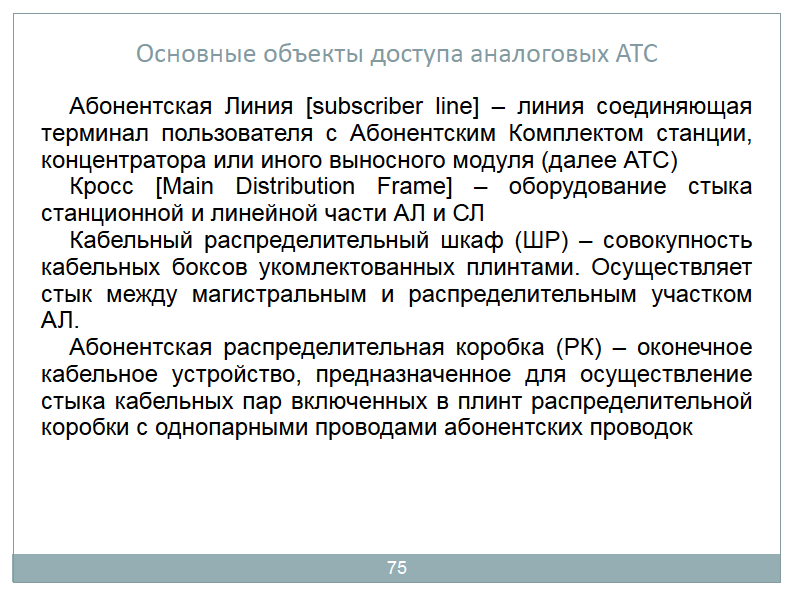 Основные объекты доступа аналоговых АТС
Абонентская Линия [subscriber line] – линия соединяющая
терминал пользователя с Абонентским Комплектом станции,
концентратора или иного выносного модуля (далее АТС)
Кросс [Main Distribution Frame] – оборудование стыка
станционной и линейной части АЛ и СЛ
Кабельный распределительный шкаф (ШР) – совокупность
кабельных боксов укомлектованных плинтами. Осуществляет
стык между магистральным и распределительным участком
АЛ.
Абонентская распределительная коробка (РК) – оконечное
кабельное устройство, предназначенное для осуществление
стыка кабельных пар включенных в плинт распределительной
коробки с однопарными проводами абонентских проводок
75